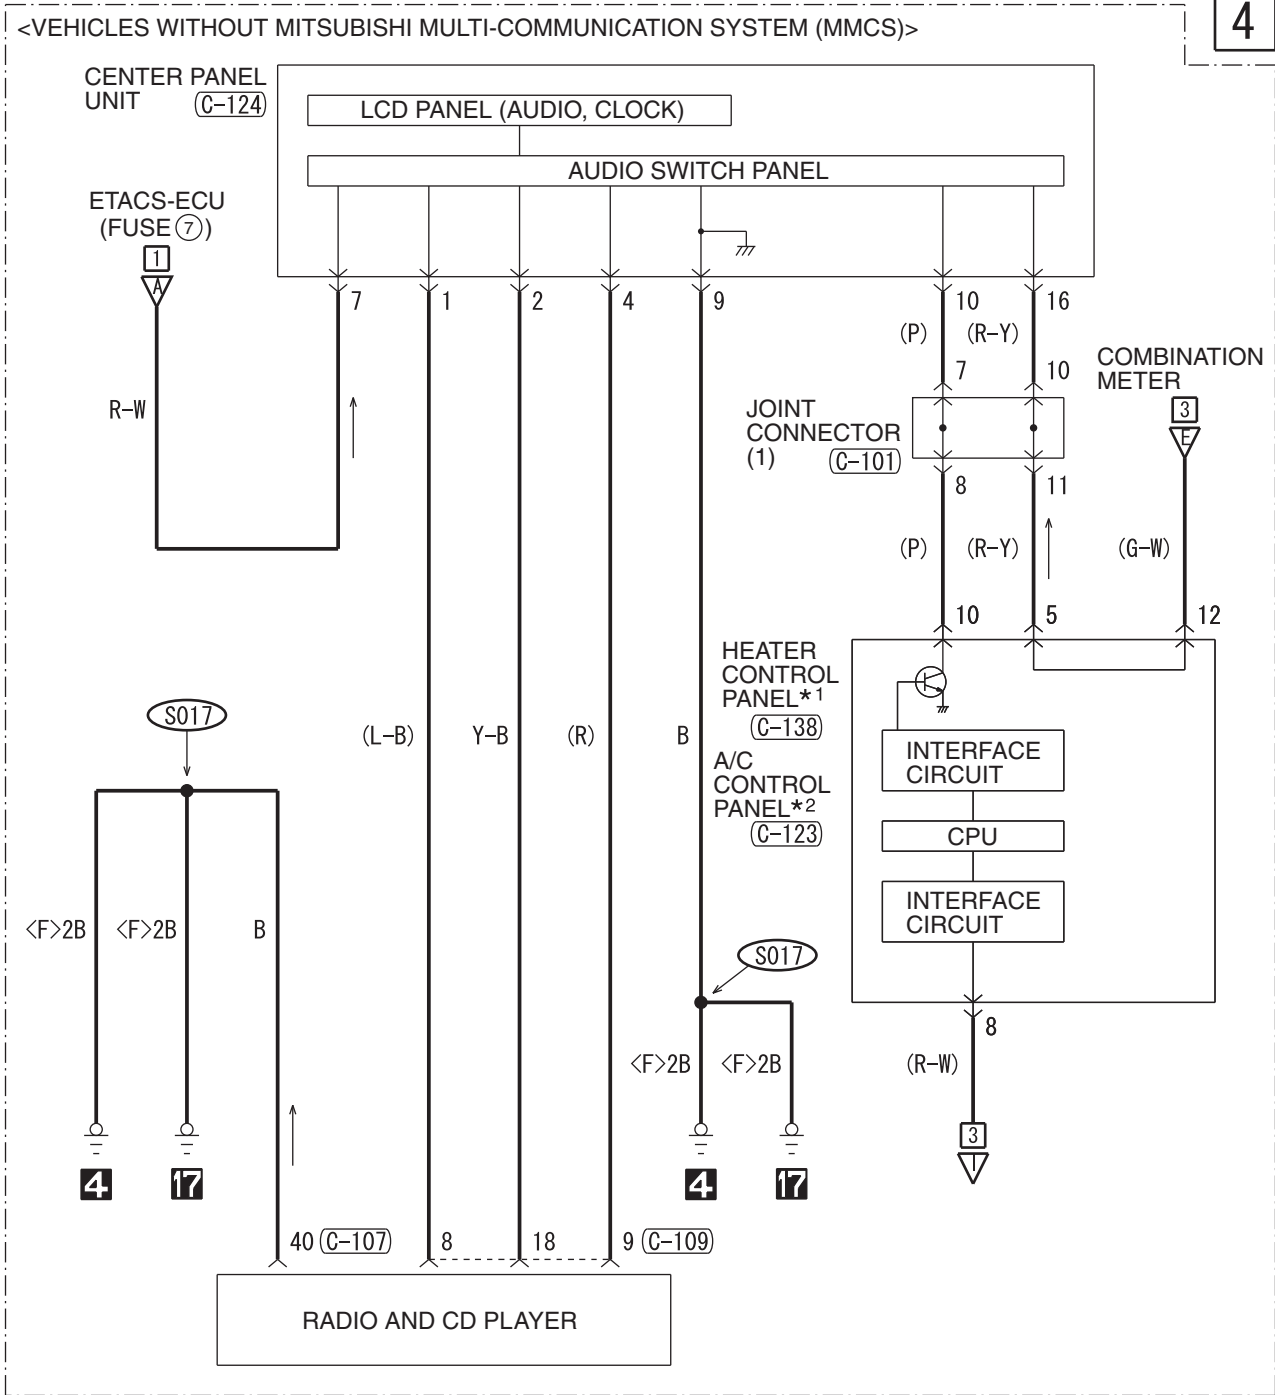 <VEHICLES WITHOUT MITSUBISHI MULTI-COMMUNICATION SYSTEM (MMCS)>
4
CENTER PANEL
UNIT (C-124)
LCD PANEL (AUDIO, CLOCK)
AUDIO SWITCH PANEL
ETACS-ECU
(FUSE 7)
1
A
7
1
2
4
9
10
16
(P)
(R-Y)
7
10
COMBINATION
METER
3
E
R-W
JOINT
CONNECTOR
(1) (C-101)
8
11
(P)
(R-Y)
(G-W)
10
5
12
HEATER
CONTROL
PANEL*1
(C-138)
A/C
CONTROL
PANEL*2
(C-123)
INTERFACE
CIRCUIT
CPU
INTERFACE
CIRCUIT
S017
(L-B)
Y-B
(R)
B
<F>2B
<F>2B
B
S017
<F>2B
<F>2B
8
(R-W)
3
I
4
17
4
17
40 (C-107)
8
18
9 (C-109)
RADIO AND CD PLAYER